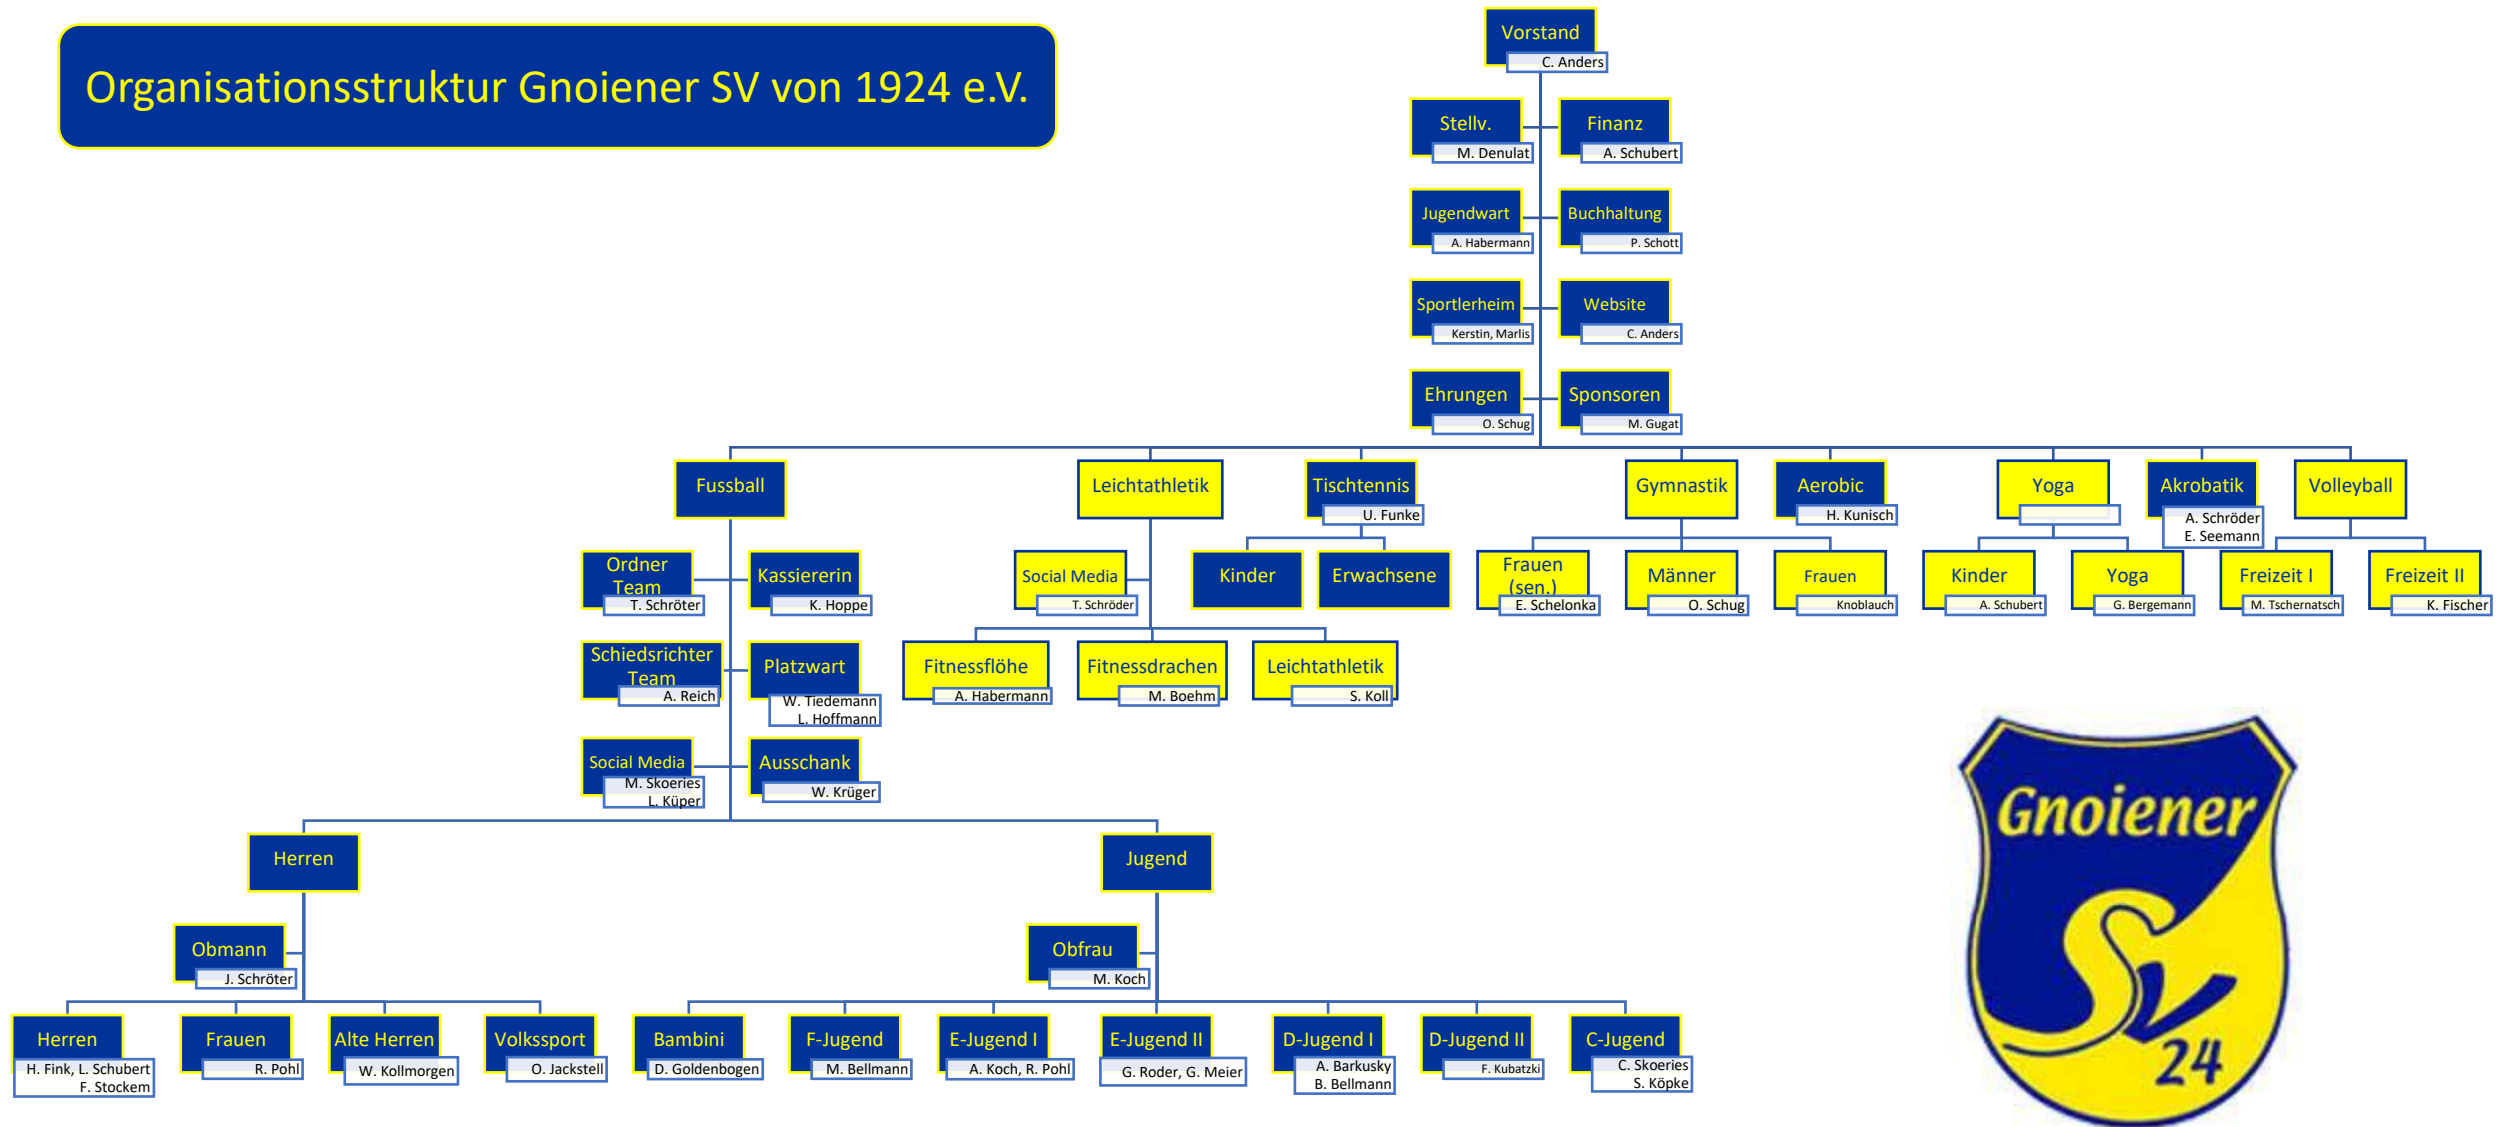 Organisationsstruktur Gnoiener SV von 1924 e.V.
Vorstand
C. Anders
Stellv.
M. Denulat
Finanz
A. Schubert
Jugendwart
A. Habermann
Buchhaltung
P. Schott
Sportlerheim
Kerstin, Marlis
Website
C. Anders
Ehrungen
O. Schug
Sponsoren
M. Gugat
Fussball
Leichtathletik
Tischtennis
U. Funke
Gymnastik
Aerobic
H. Kunisch
Yoga
Akrobatik
A. Schröder
E. Seemann
Volleyball
Ordner
Team
T. Schröter
Kassiererin
K. Hoppe
Social Media
T. Schröder
Kinder
Erwachsene
Frauen
(sen.)
E. Schelonka
Männer
O. Schug
Frauen
Knoblauch
Kinder
A. Schubert
Yoga
G. Bergemann
Freizeit I
M. Tschernatsch
Freizeit II
K. Fischer
Schiedsrichter
Team
A. Reich
Platzwart
W. Tiedemann
L. Hoffmann
Fitnessflöhe
A. Habermann
Fitnessdrachen
M. Boehm
Leichtathletik
S. Koll
Social Media
M. Skoeries
L. Küper
Ausschank
W. Krüger
Herren
Jugend
Obmann
J. Schröter
Obfrau
M. Koch
Herren
H. Fink, L. Schubert
F. Stockem
Frauen
R. Pohl
Alte Herren
W. Kollmorgen
Volkssport
O. Jackstell
Bambini
D. Goldenbogen
F-Jugend
M. Bellmann
E-Jugend I
A. Koch, R. Pohl
E-Jugend II
G. Roder, G. Meier
D-Jugend I
A. Barkusky
B. Bellmann
D-Jugend II
F. Kubatzki
C-Jugend
C. Skoeries
S. Köpke
Gnoiener
SV
24